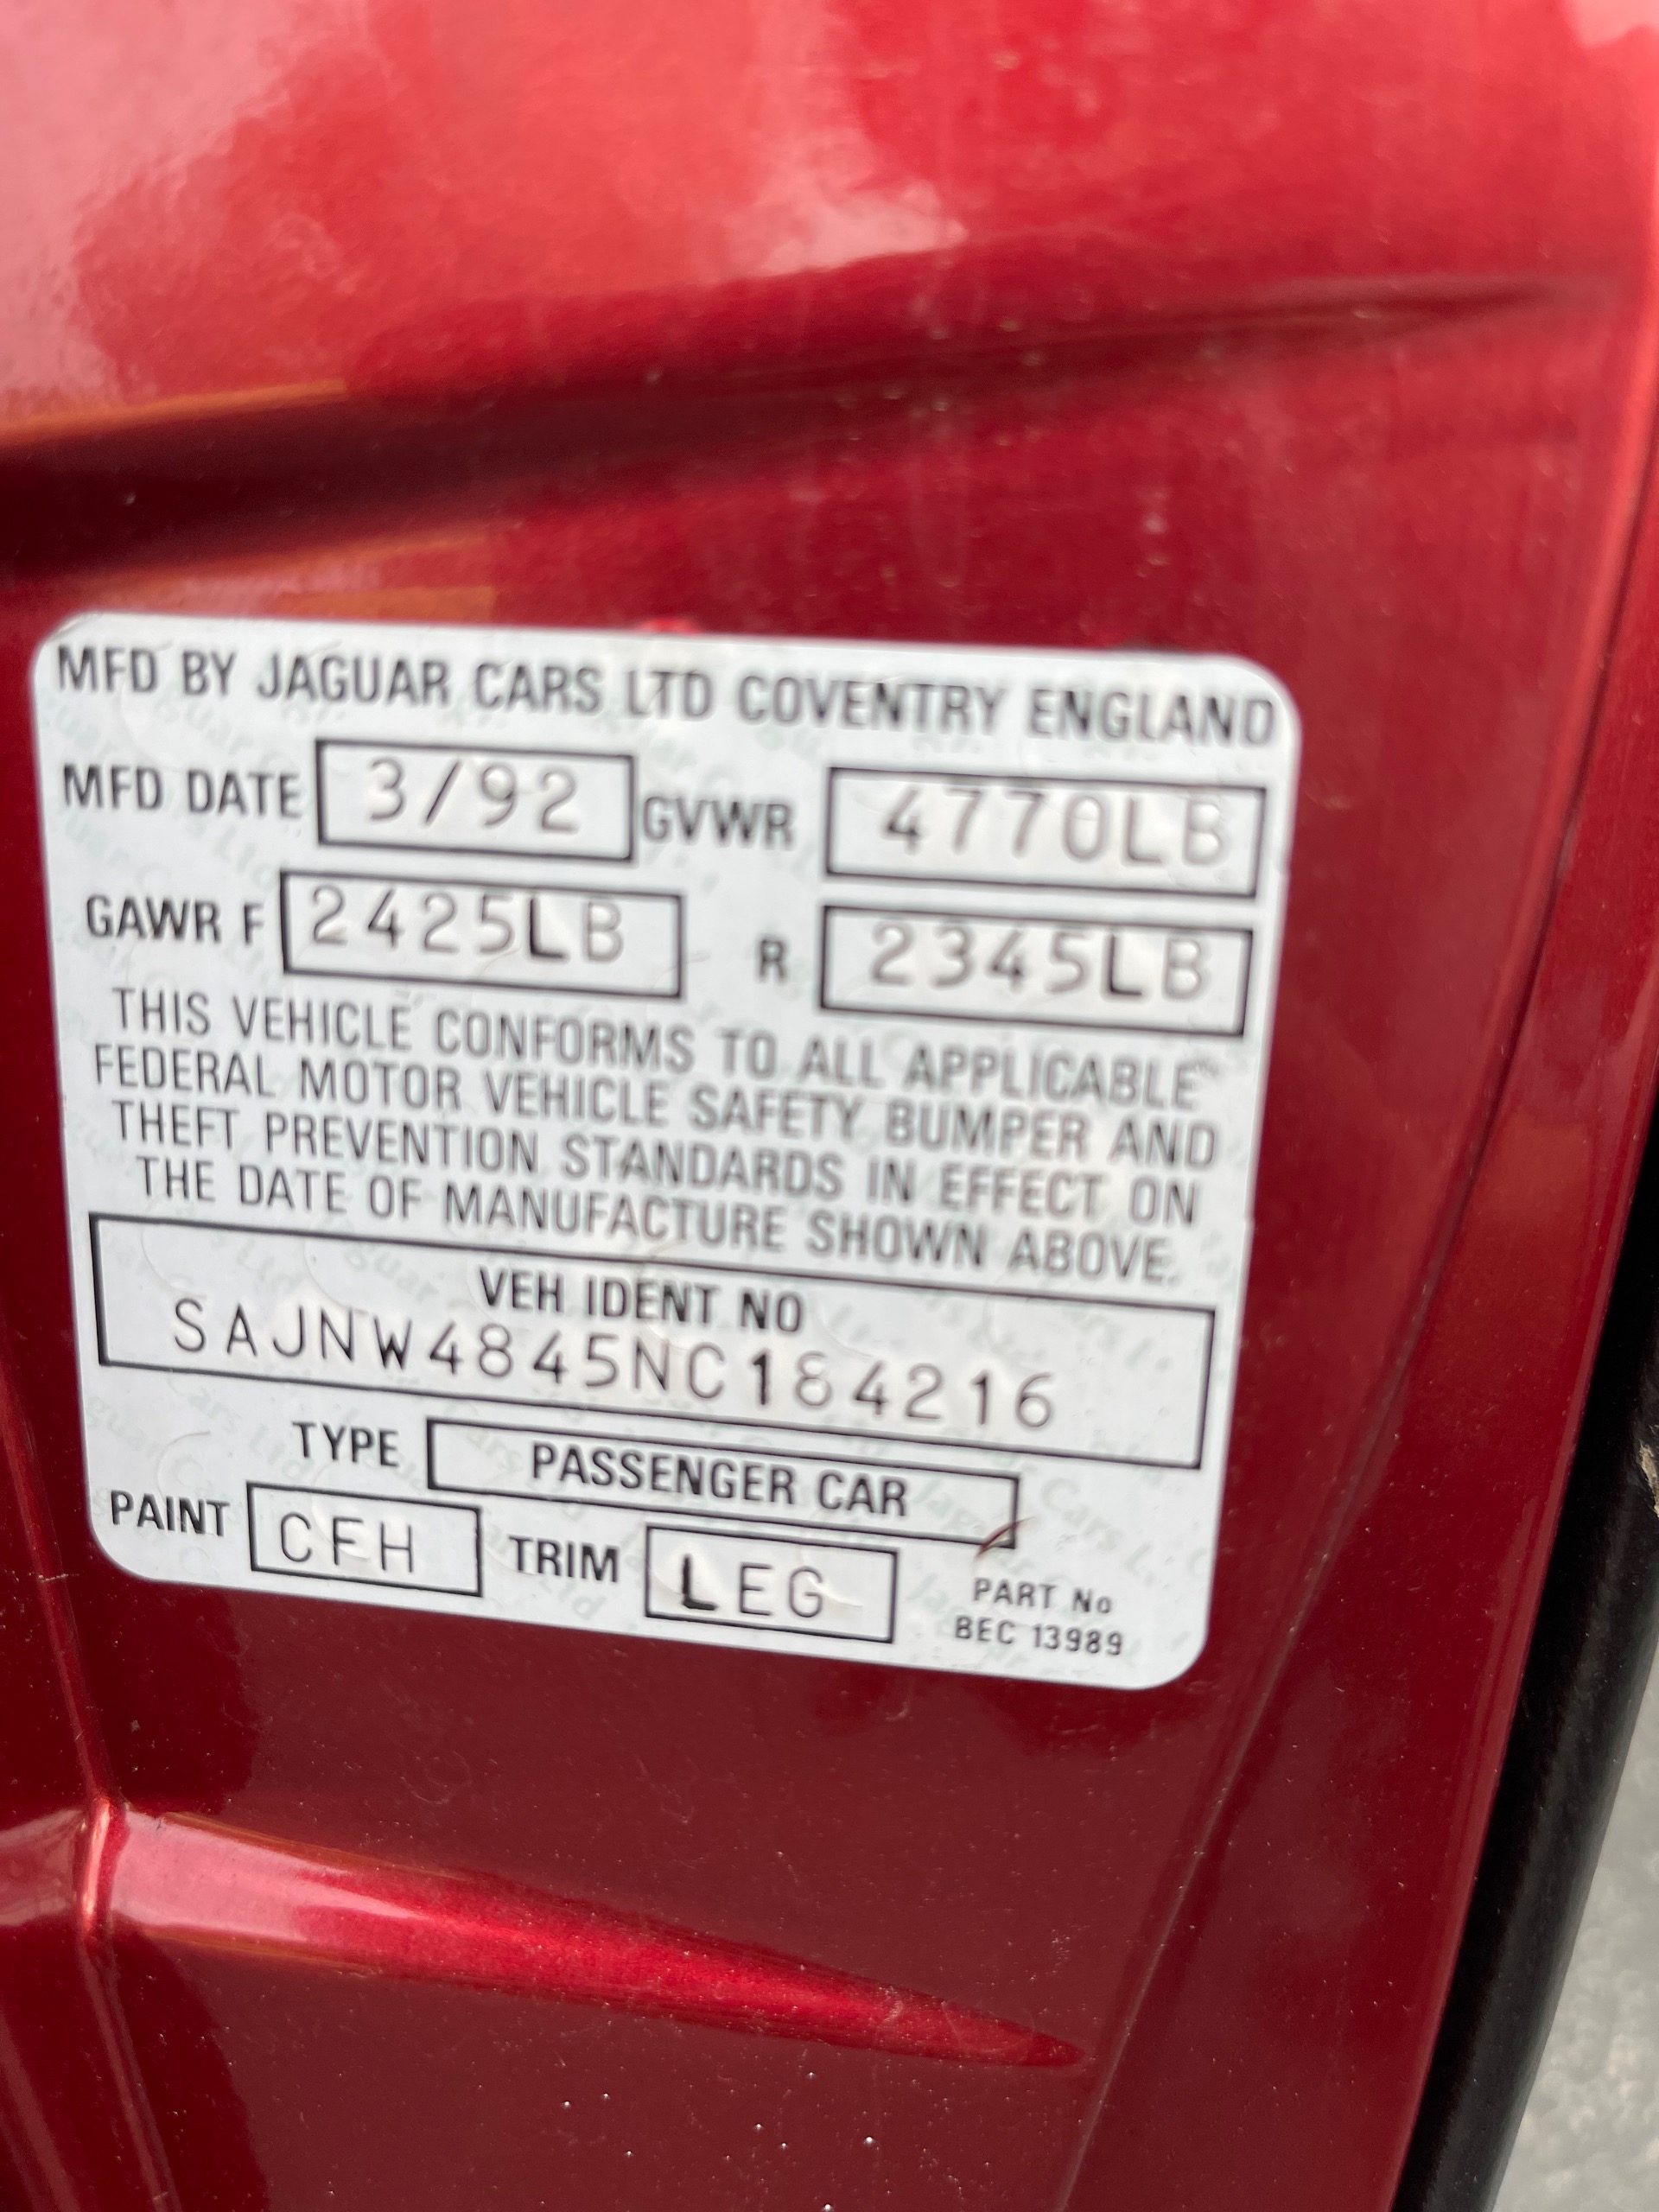 MFD BY JAGUAR CARS LTD COVENTRY ENGLAND
MFD DATE 3/92 GVWR 4770LB
GAWR F 2425LB R 2345LB
THIS VEHICLE CONFORMS TO ALL APPLICABLE
FEDERAL MOTOR VEHICLE SAFETY BUMPER AND
THEFT PREVENTION STANDARDS IN EFFECT ON
THE DATE OF MANUFACTURE SHOWN ABOVE.
VEH IDENT NO
SAJNW4845NC184216
TYPE PASSENGER CAR
PAINT CFH TRIM LEG
PART No
BEC 13989